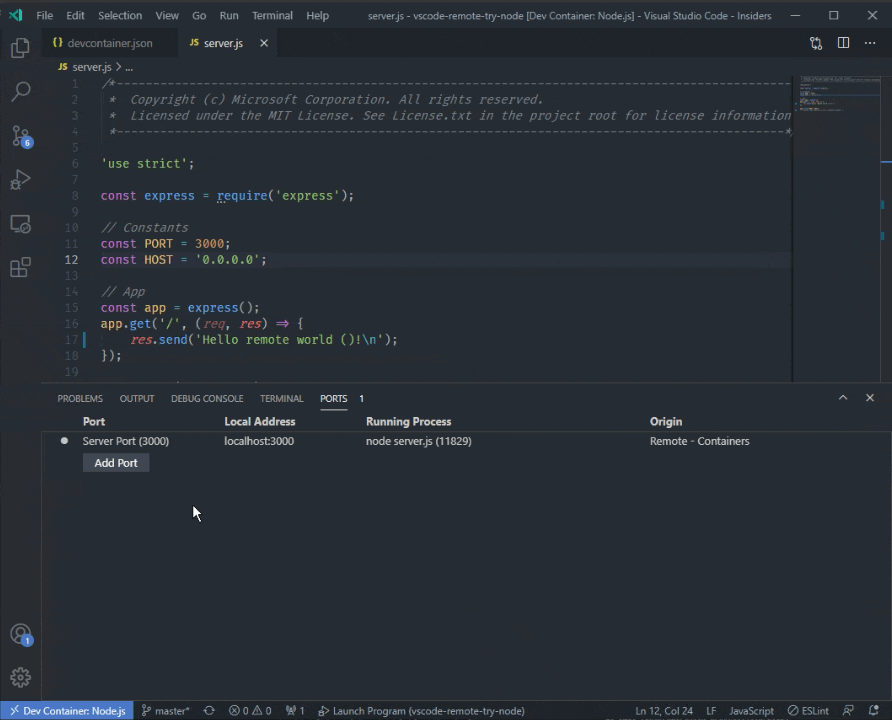 File Edit Selection View Go Run Terminal Help server.js - vscode-remote-try-node [Dev Container: Node.js] - Visual Studio Code - Insiders
{} devcontainer.json JS server.js
JS server.js > ...
1 /*--------------------------------------------------------------------------------------------
2 * Copyright (c) Microsoft Corporation. All rights reserved.
3 * Licensed under the MIT License. See License.txt in the project root for license information
4 *--------------------------------------------------------------------------------------------*/
5
6 'use strict';
7
8 const express = require('express');
9
10 // Constants
11 const PORT = 3000;
12 const HOST = '0.0.0.0';
13
14 // App
15 const app = express();
16 app.get('/', (req, res) => {
17 res.send('Hello remote world ()!\n');
18 });
19
6
PROBLEMS OUTPUT DEBUG CONSOLE TERMINAL PORTS 1
Port Local Address Running Process Origin
Server Port (3000) localhost:3000 node server.js (11829) Remote - Containers
Add Port
1
Dev Container: Node.js master* 0 0 1 Launch Program (vscode-remote-try-node) Ln 12, Col 24 LF JavaScript ESLint